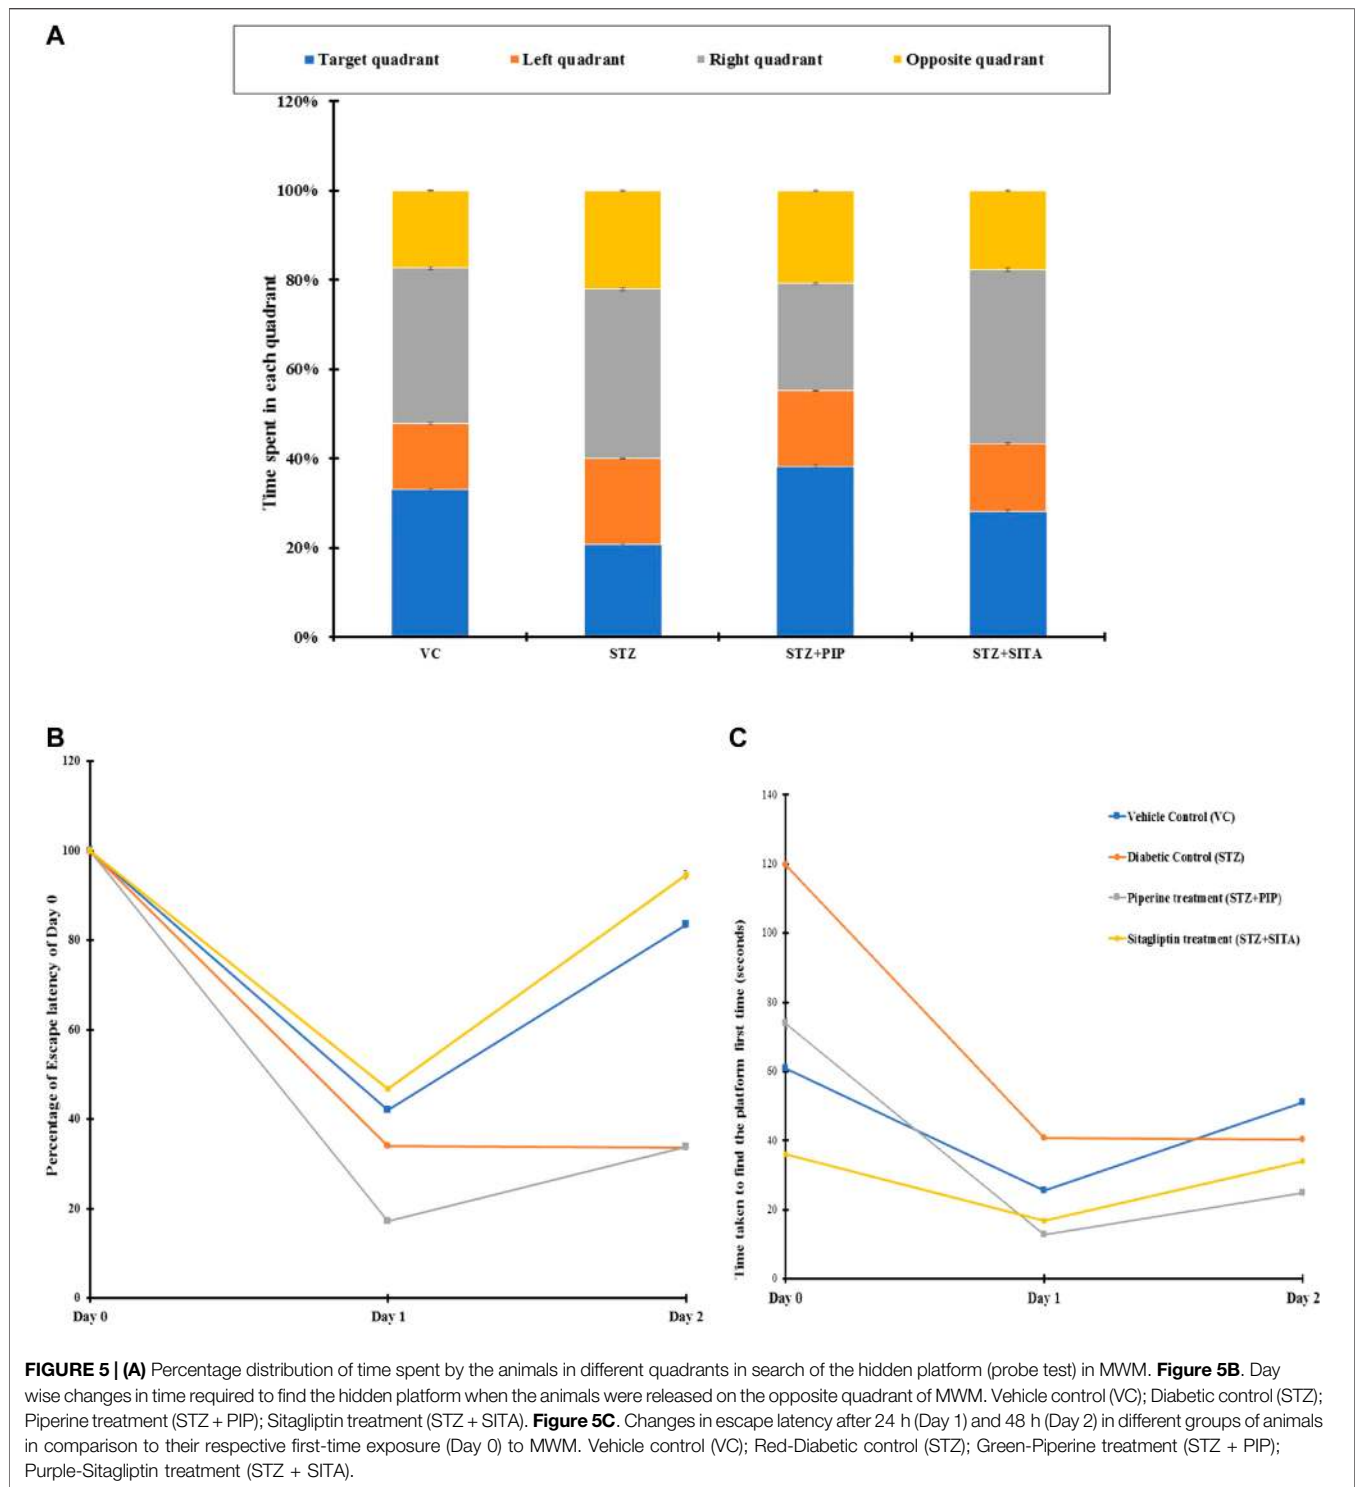 A
Target quadrant Left quadrant Right quadrant Opposite quadrant
120%
100%
80%
60%
40%
20%
0%
Time spent in each quadrant
VC STZ STZ+PIP STZ+SITA
B
120
100
80
60
40
20
0
Percentage of Escape latency of Day 0
Day 0 Day 1 Day 2
C
140
120
100
80
60
40
20
0
Time taken to find the platform first time (seconds)
Vehicle Control (VC)
Diabetic Control (STZ)
Piperine treatment (STZ+PIP)
Sitagliptin treatment (STZ+SITA)
Day 0 Day 1 Day 2
FIGURE 5 | (A) Percentage distribution of time spent by the animals in different quadrants in search of the hidden platform (probe test) in MWM. Figure 5B. Day
wise changes in time required to find the hidden platform when the animals were released on the opposite quadrant of MWM. Vehicle control (VC); Diabetic control (STZ);
Piperine treatment (STZ + PIP); Sitagliptin treatment (STZ + SITA). Figure 5C. Changes in escape latency after 24 h (Day 1) and 48 h (Day 2) in different groups of animals
in comparison to their respective first-time exposure (Day 0) to MWM. Vehicle control (VC); Red-Diabetic control (STZ); Green-Piperine treatment (STZ + PIP);
Purple-Sitagliptin treatment (STZ + SITA).